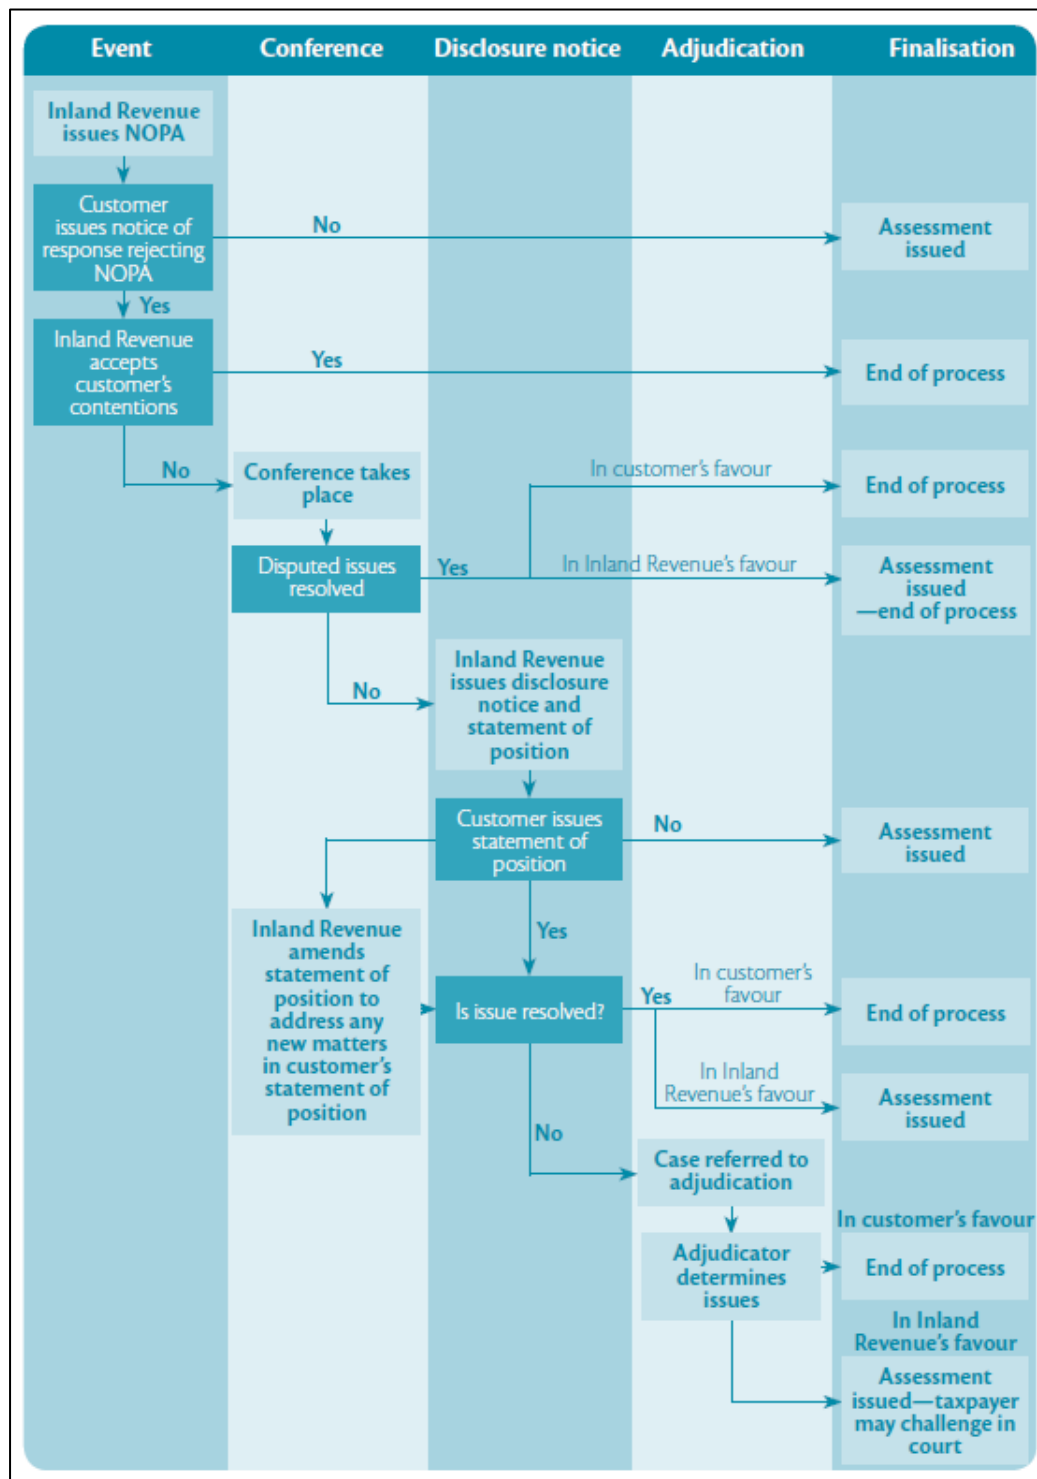 Event
Conference
Disclosure notice
Adjudication
Finalisation
Inland Revenue
issues NOPA
Customer
issues notice of
response rejecting
NOPA
No
Assessment
issued
Yes
Inland Revenue
accepts
customer's
contentions
Yes
End of process
No
Conference takes
place
In customer's favour
End of process
Disputed issues
resolved
Yes
In Inland Revenue's favour
Assessment
issued
—end of process
No
Inland Revenue
issues disclosure
notice and
statement of
position
Customer issues
statement of
position
No
Assessment
issued
Inland Revenue
amends
statement of
position to
address any
new matters
in customer's
statement of
position
Yes
Is issue resolved?
Yes
In customer's
favour
End of process
In Inland
Revenue's favour
Assessment
issued
No
Case referred to
adjudication
Adjudicator
determines
issues
In customer's favour
End of process
In Inland
Revenue's favour
Assessment
issued—taxpayer
may challenge in
court